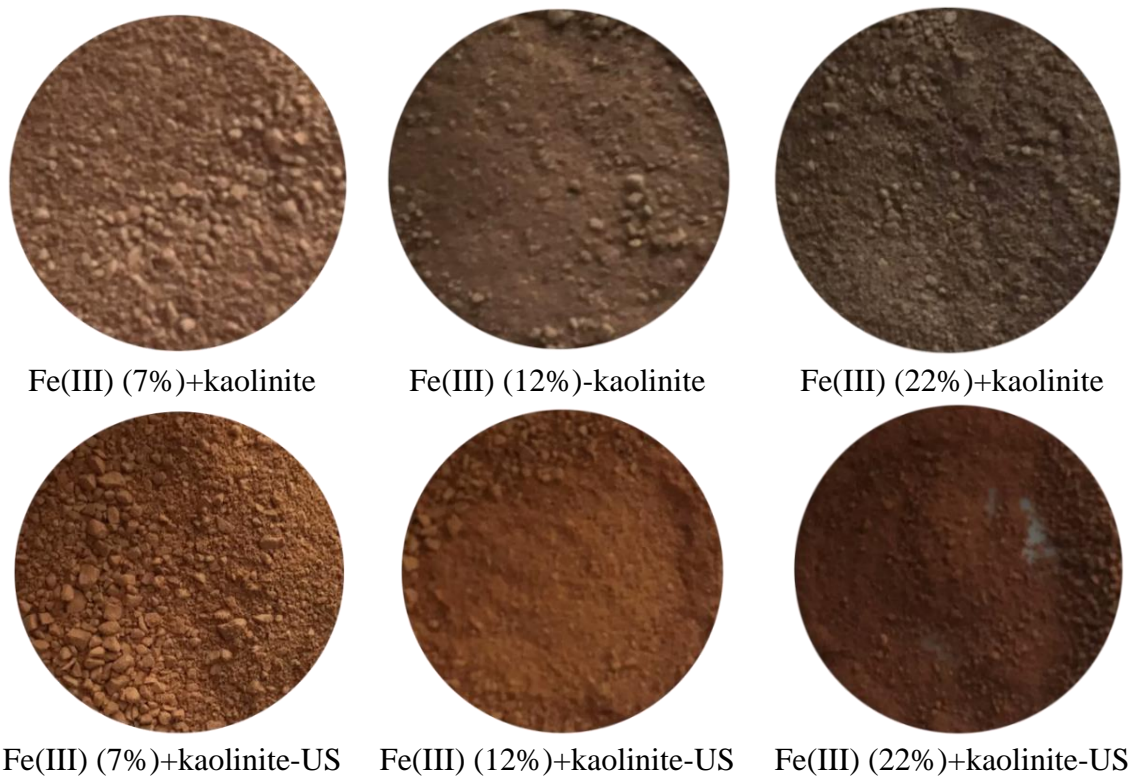 Fe(III) (7%)+kaolinite
Fe(III) (12%)-kaolinite
Fe(III) (22%)+kaolinite
Fe(III) (7%)+kaolinite-US
Fe(III) (12%)+kaolinite-US
Fe(III) (22%)+kaolinite-US